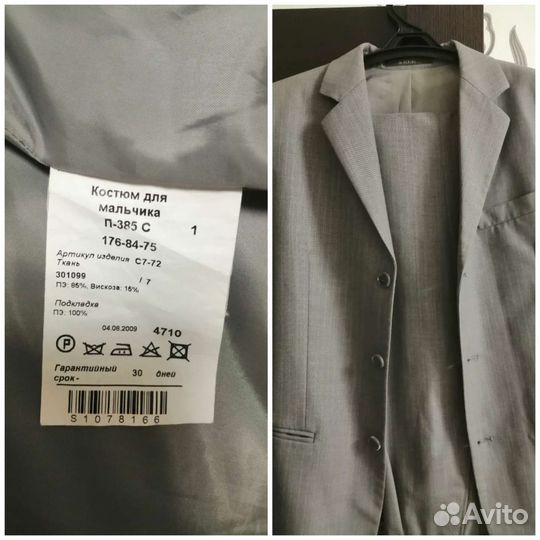 Костюм для
мальчика
П-385 С 1
176-84-75
Артикул изделия С7-72
Ткань
301099 / 7
ПЭ: 85%, Вискоза: 15%
Подкладка
ПЭ: 100%
04.08.2009 4710
P
Гарантийный 30 дней
срок-
S1078166
Avito